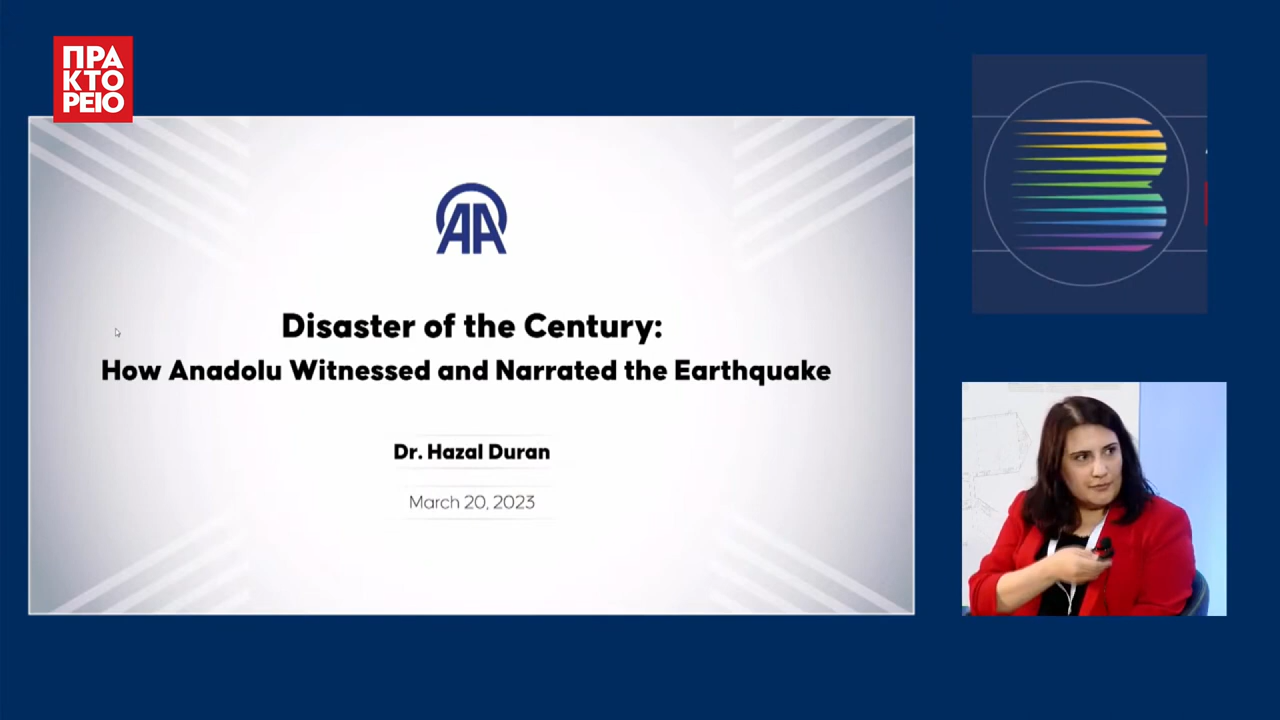 ΠΡΑ
ΚΤΟ
ΡΕΙΟ
AA
Disaster of the Century:
How Anadolu Witnessed and Narrated the Earthquake
Dr. Hazal Duran
March 20, 2023